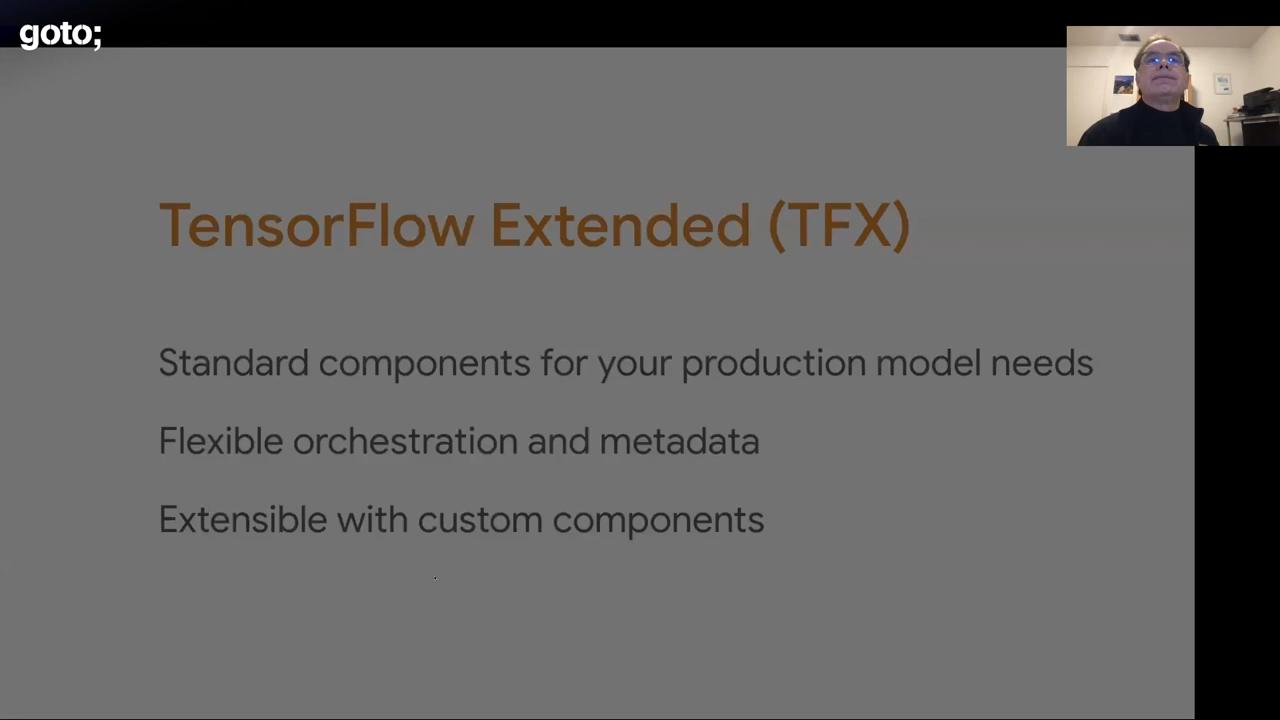 goto;
TensorFlow Extended (TFX)
Standard components for your production model needs
Flexible orchestration and metadata
Extensible with custom components